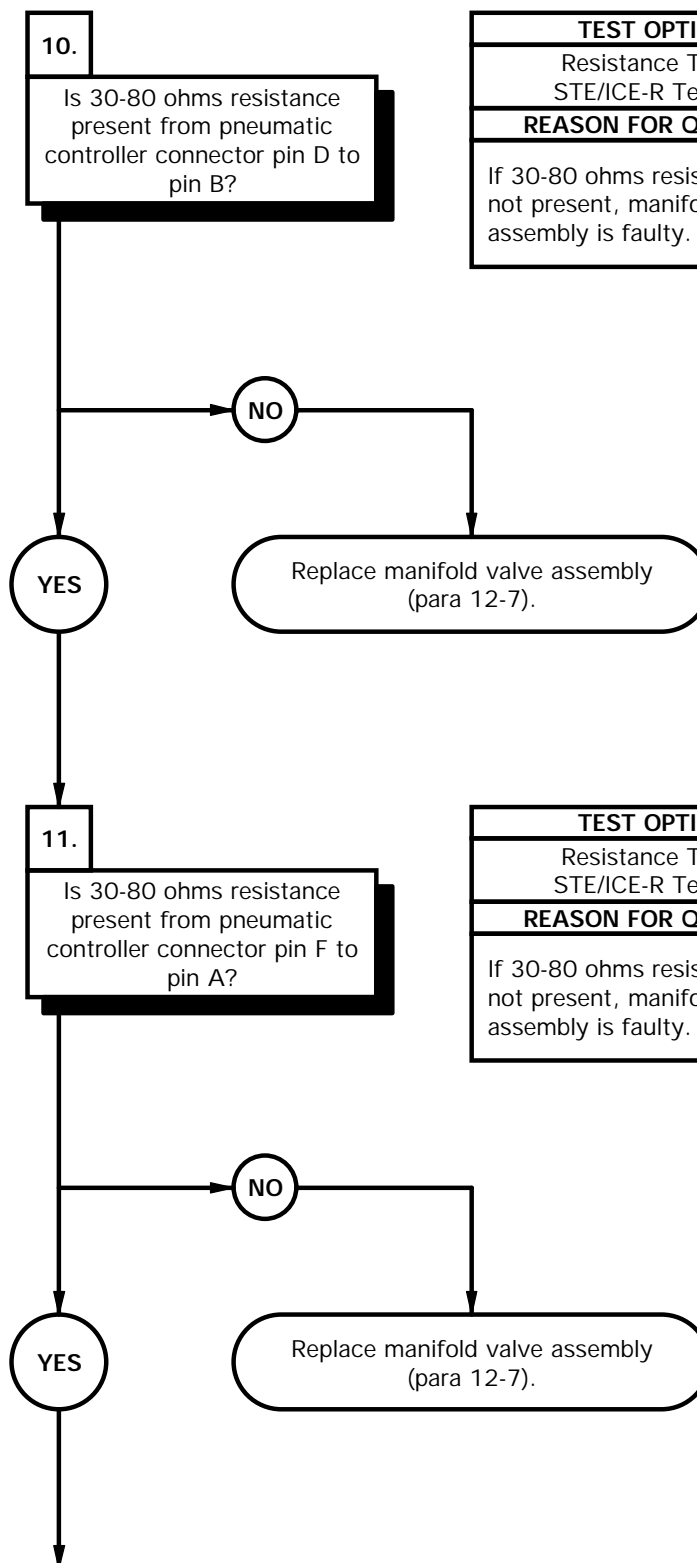 10.
Is 30-80 ohms resistance
present from pneumatic
controller connector pin D to
pin B?
TEST OPTI
Resistance T
STE/ICE-R Te
REASON FOR Q
If 30-80 ohms resis
not present, manifo
assembly is faulty.
NO
YES
Replace manifold valve assembly
(para 12-7).
11.
Is 30-80 ohms resistance
present from pneumatic
controller connector pin F to
pin A?
TEST OPTI
Resistance T
STE/ICE-R Te
REASON FOR Q
If 30-80 ohms resis
not present, manifo
assembly is faulty.
NO
YES
Replace manifold valve assembly
(para 12-7).